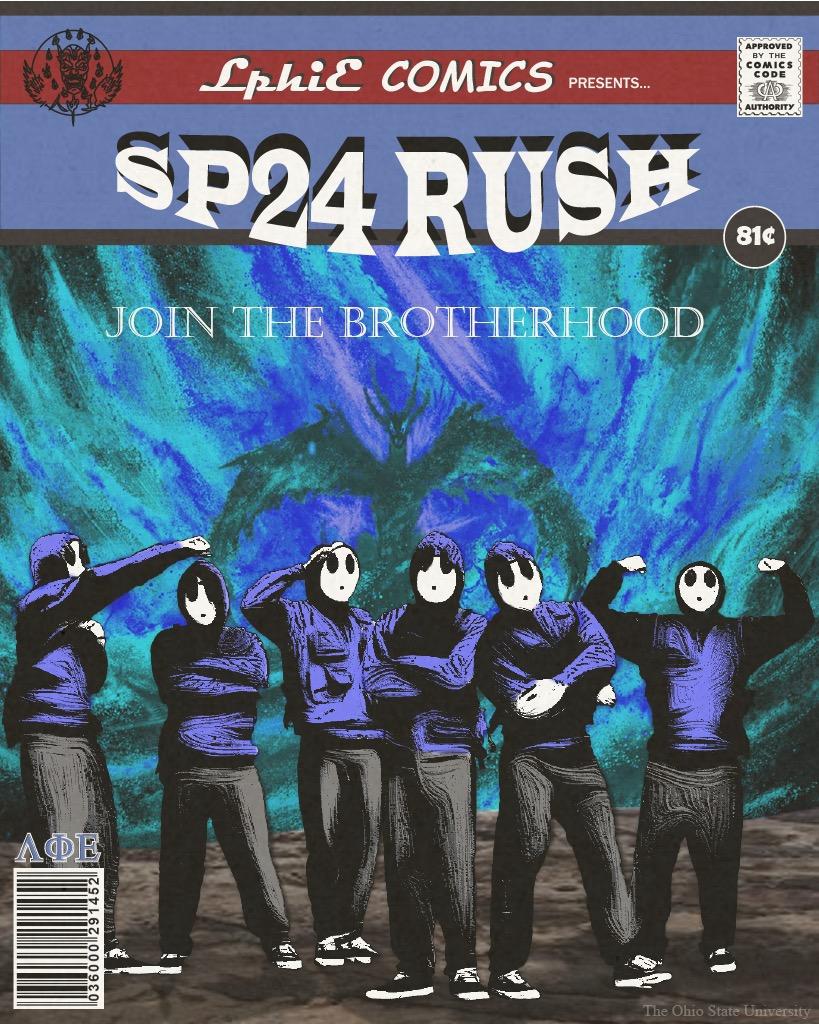 LphiE COMICS PRESENTS...
APPROVED
BY THE
COMICS
CODE
CA
AUTHORITY
SP24 RUSH
81¢
JOIN THE BROTHERHOOD
ΛΦΕ
036000 291452
The Ohio State University